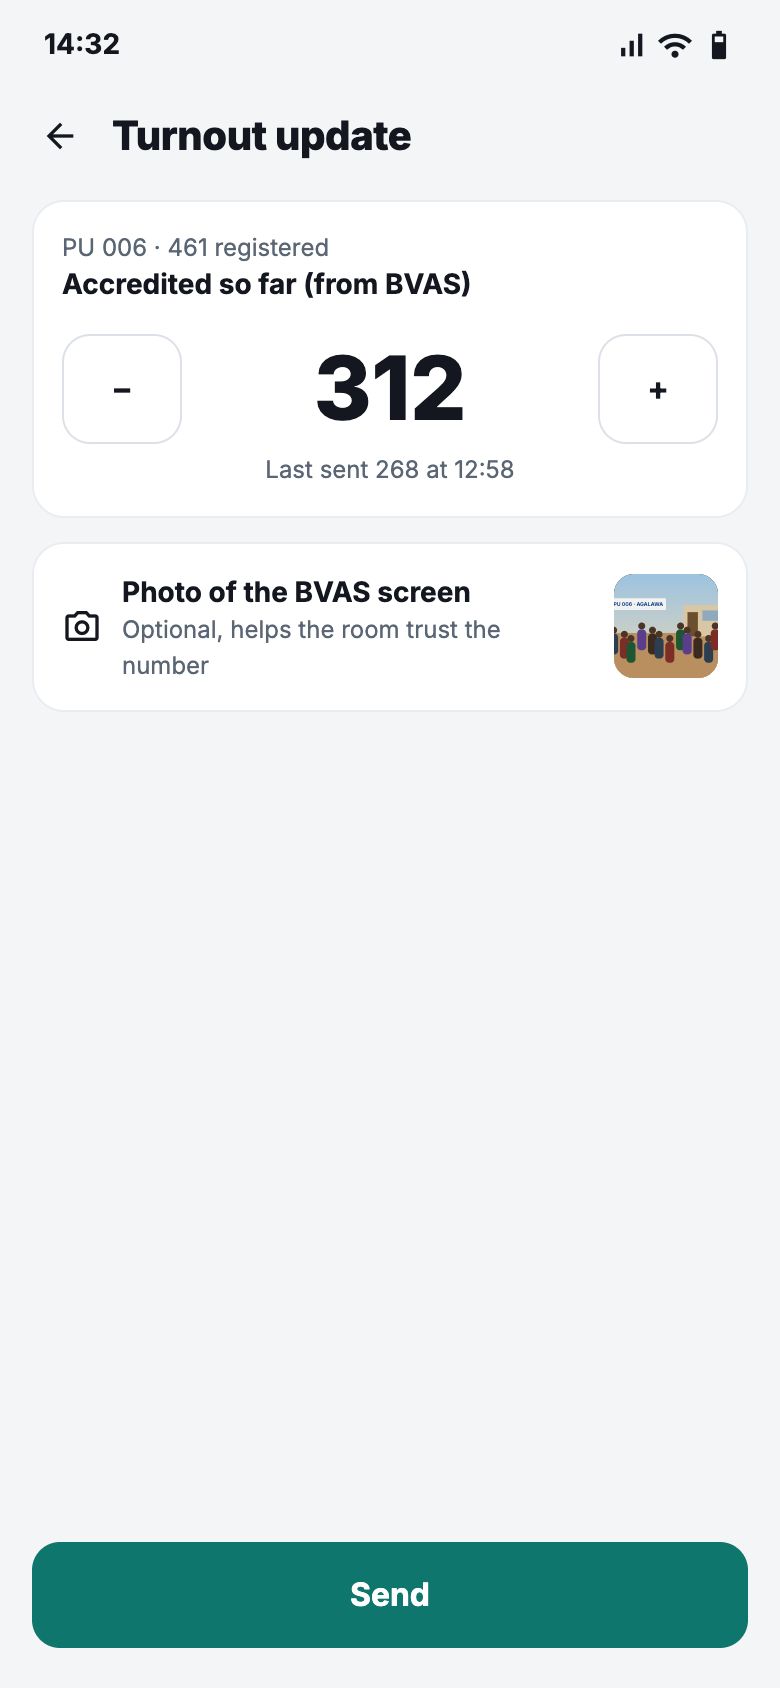 14:32
Turnout update
PU 006 · 461 registered
Accredited so far (from BVAS)
− 312 +
Last sent 268 at 12:58
Photo of the BVAS screen
Optional, helps the room trust the
number
PU 006 · AGALAWA
Send